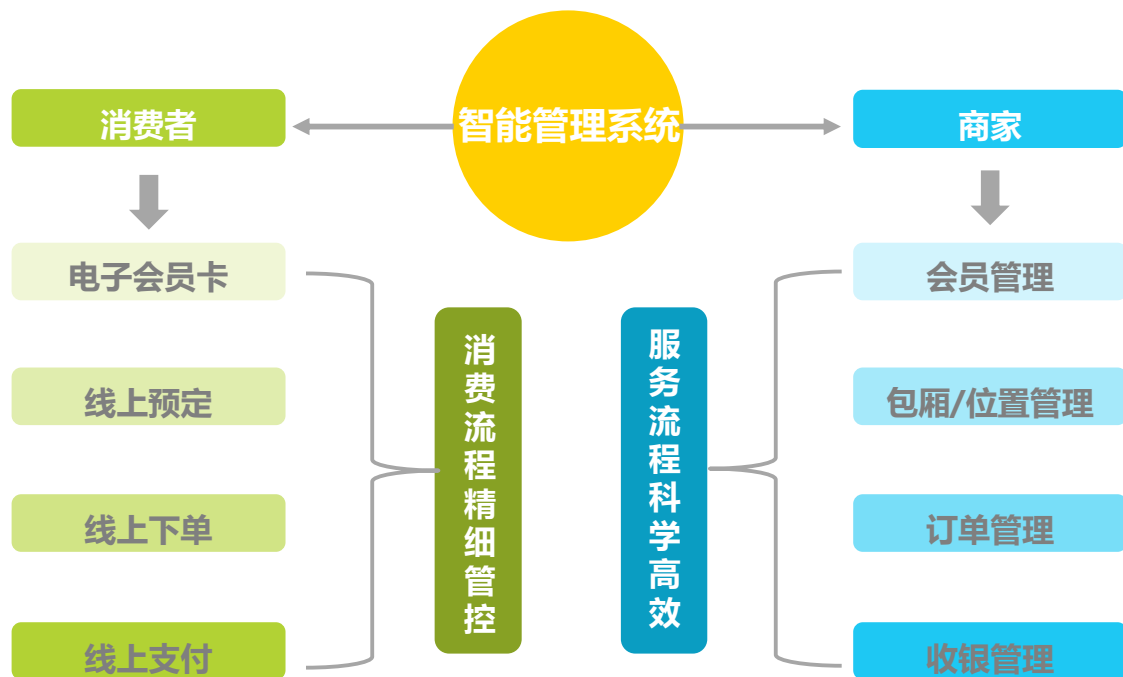 智能管理系统
消费者
商家
电子会员卡
会员管理
线上预定
包厢/位置管理
线上下单
订单管理
线上支付
收银管理
消费流程精细管控
服务流程科学高效